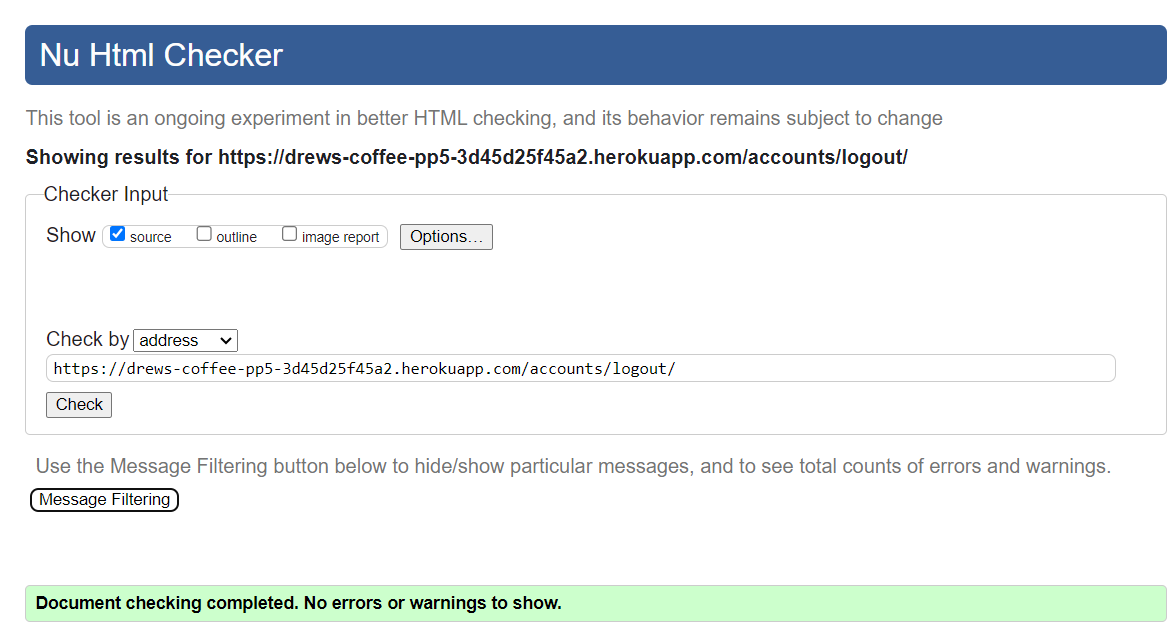 Nu Html Checker
This tool is an ongoing experiment in better HTML checking, and its behavior remains subject to change
Showing results for https://drews-coffee-pp5-3d45d25f45a2.herokuapp.com/accounts/logout/
Checker Input
Show source outline image report Options...
Check by address
https://drews-coffee-pp5-3d45d25f45a2.herokuapp.com/accounts/logout/
Check
Use the Message Filtering button below to hide/show particular messages, and to see total counts of errors and warnings.
Message Filtering
Document checking completed. No errors or warnings to show.